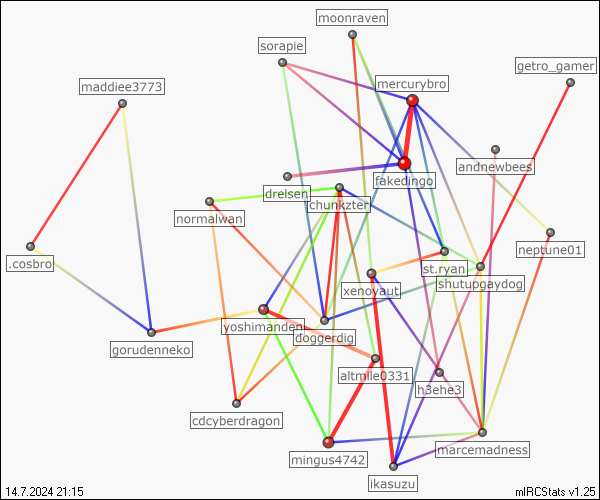 moonraven
sorapie
getro_gamer
maddiee3773
mercurybro
andnewbees
fakedingo
dreisen
chunkzter
normalwan
neptune01
.cosbro
st.ryan
shutupgaydog
xenoyaut
yoshimanden
doggerdig
gorudenneko
altmile0331
h3ehe3
cdcyberdragon
marcemadness
mingus4742
ikasuzu
14.7.2024 21:15
mIRCStats v1.25